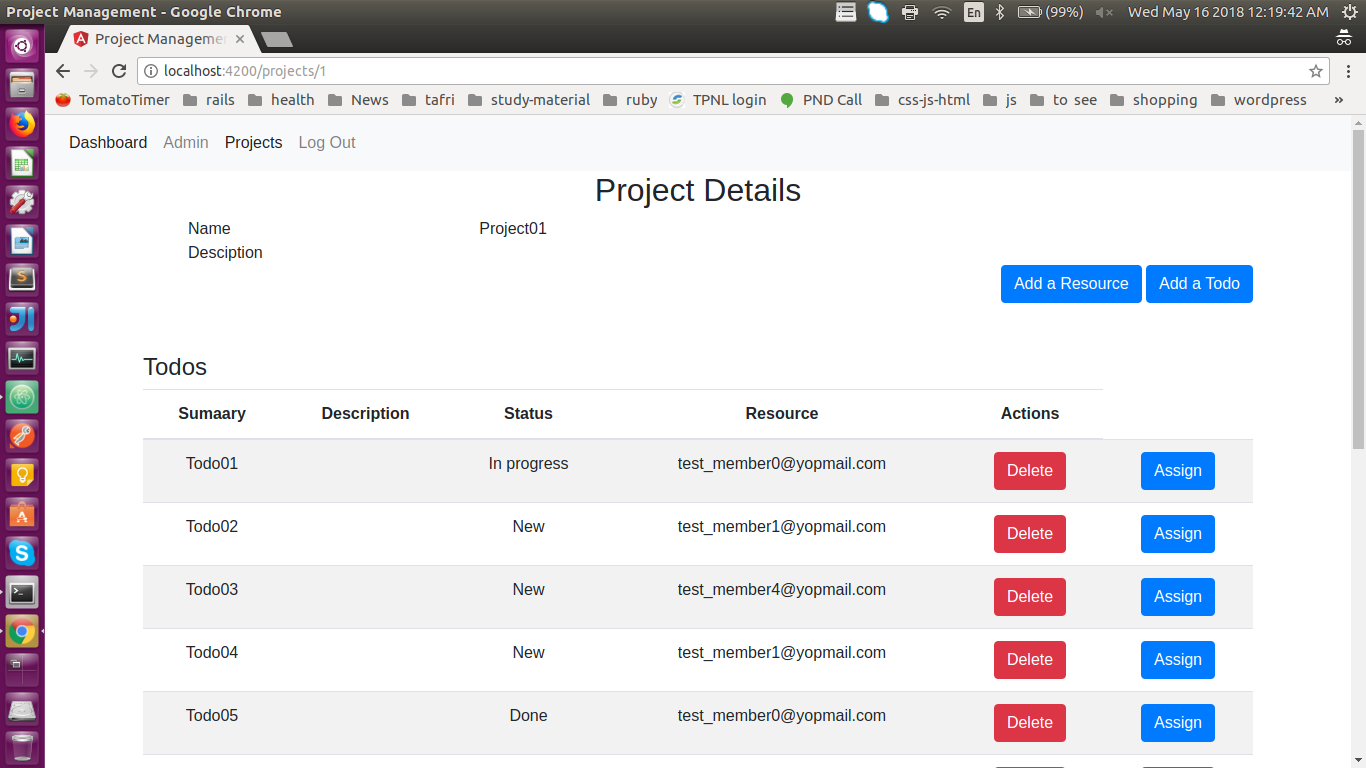 Project Management - Google Chrome
En
(99%)
Wed May 16 2018 12:19:42 AM
Project Manageme
localhost:4200/projects/1
TomatoTimer rails health News tafri study-material ruby TPNL login PND Call css-js-html js to see shopping wordpress »
Dashboard Admin Projects Log Out
Project Details
Name Project01
Desciption
Add a Resource Add a Todo
Todos
Sumaary Description Status Resource Actions
Todo01 In progress test_member0@yopmail.com Delete Assign
Todo02 New test_member1@yopmail.com Delete Assign
Todo03 New test_member4@yopmail.com Delete Assign
Todo04 New test_member1@yopmail.com Delete Assign
Todo05 Done test_member0@yopmail.com Delete Assign